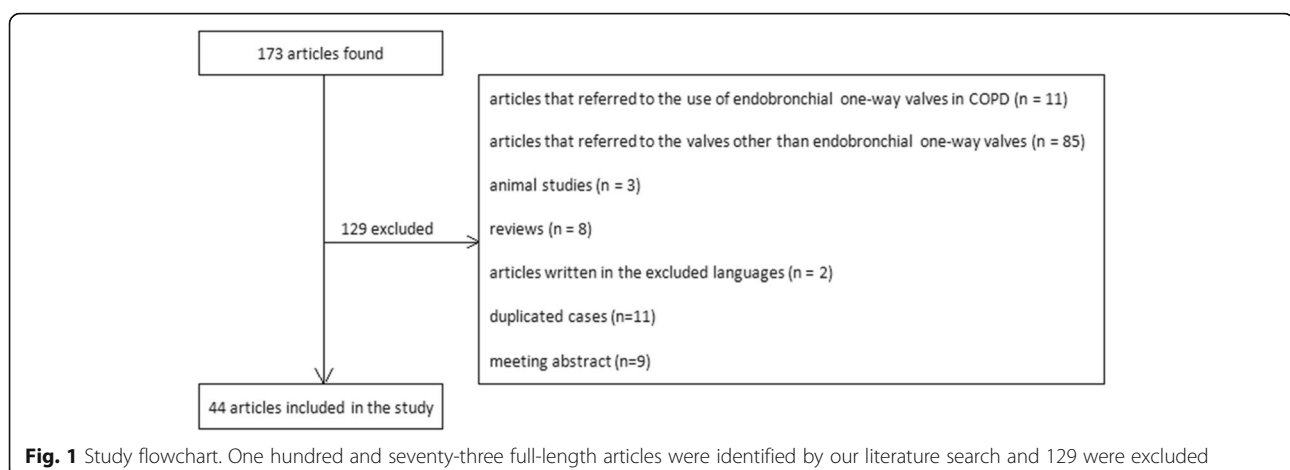 173 articles found
articles that referred to the use of endobronchial one-way valves in COPD (n = 11)
articles that referred to the valves other than endobronchial one-way valves (n = 85)
animal studies (n = 3)
129 excluded
reviews (n = 8)
articles written in the excluded languages (n = 2)
duplicated cases (n=11)
meeting abstract (n=9)
44 articles included in the study
Fig. 1 Study flowchart. One hundred and seventy-three full-length articles were identified by our literature search and 129 were excluded